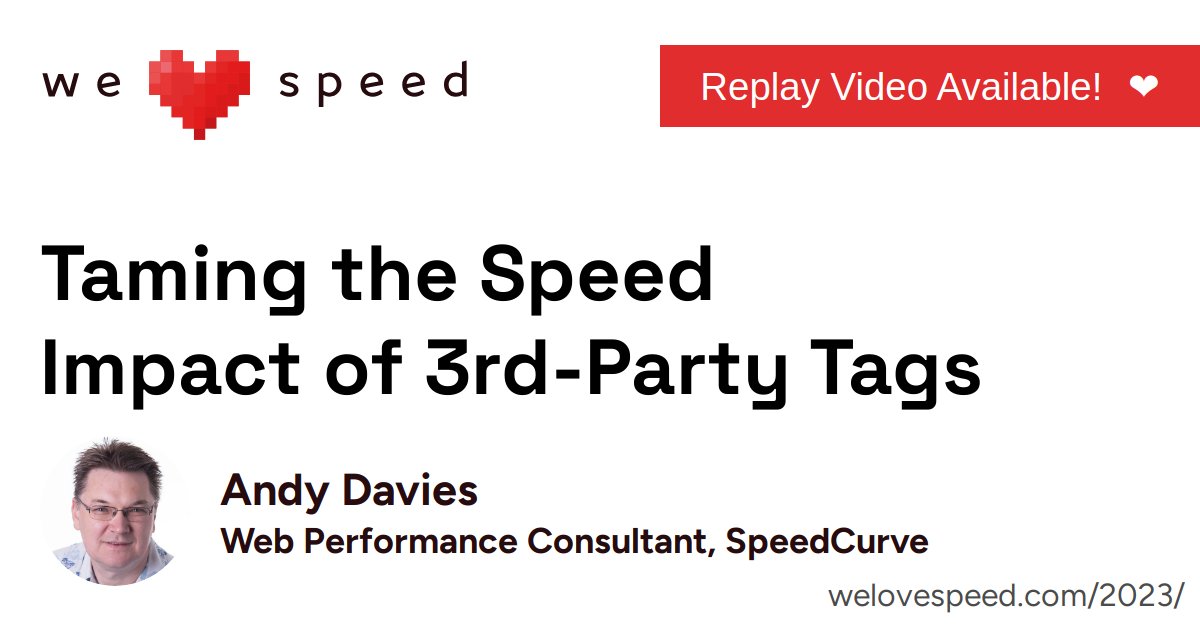 we speed
Replay Video Available! ❤
Taming the Speed
Impact of 3rd-Party Tags
Andy Davies
Web Performance Consultant, SpeedCurve
welovespeed.com/2023/